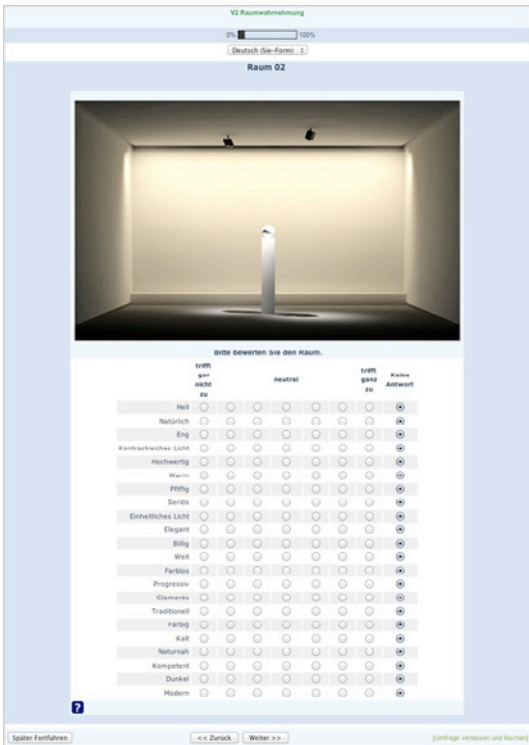 V2 Raumwahrnehmung
0% 100%
Deutsch (Sie-Form)
Raum 02
Bitte bewerten Sie den Raum.
trifft gar nicht zu neutral trifft ganz zu Keine Antwort
Hell
Natürlich
Eng
Kontrastreiches Licht
Hochwertig
Warm
Pfiffig
Seriös
Einheitliches Licht
Elegant
Billig
Weit
Farblos
Progressiv
Glamorös
Traditionell
Farbig
Kalt
Naturnah
Kompetent
Dunkel
Modern
?
Später Fortfahren << Zurück Weiter >> [Umfrage verlassen und löschen]